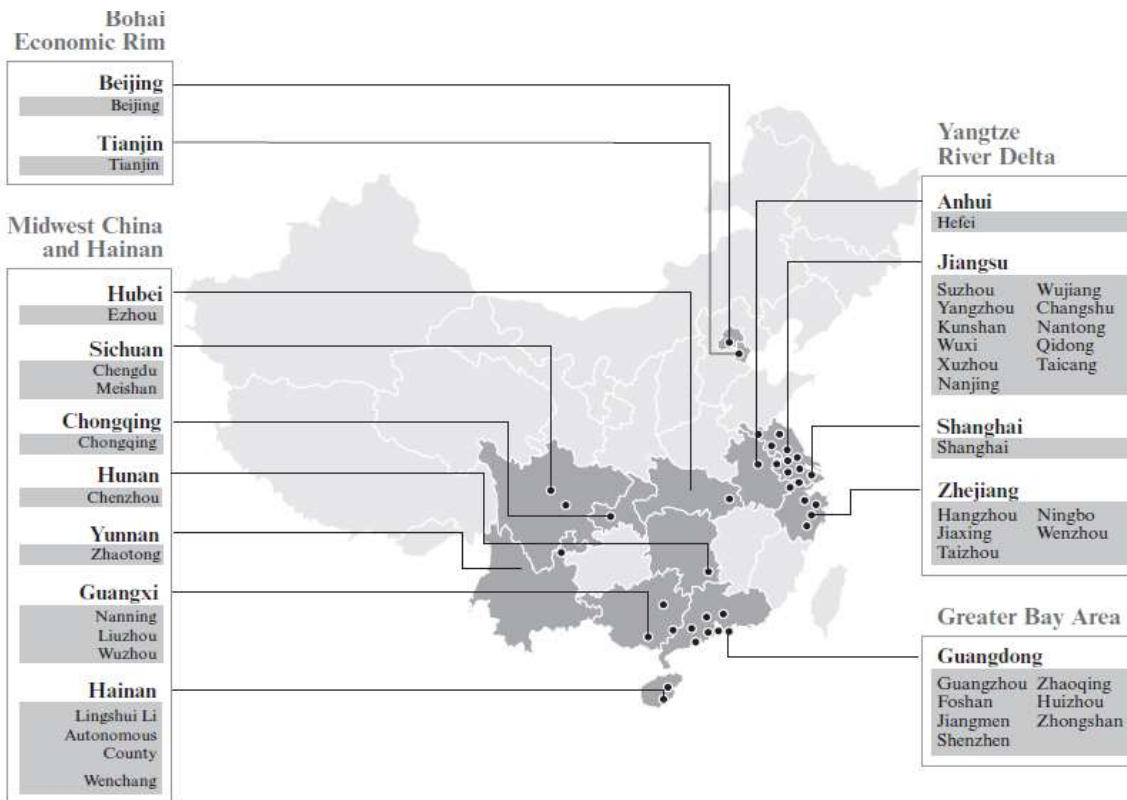 Bohai
Economic Rim
Beijing
Beijing
Tianjin
Tianjin
Midwest China
and Hainan
Hubei
Ezhou
Sichuan
Chengdu
Meishan
Chongqing
Chongqing
Hunan
Chenzhou
Yunnan
Zhaotong
Guangxi
Nanning
Liuzhou
Wuzhou
Hainan
Lingshui Li
Autonomous
County
Wenchang
Yangtze
River Delta
Anhui
Hefei
Jiangsu
Suzhou Wujiang
Yangzhou Changshu
Kunshan Nantong
Wuxi Qidong
Xuzhou Taicang
Nanjing
Shanghai
Shanghai
Zhejiang
Hangzhou Ningbo
Jiaxing Wenzhou
Taizhou
Greater Bay Area
Guangdong
Guangzhou Zhaoqing
Foshan Huizhou
Jiangmen Zhongshan
Shenzhen